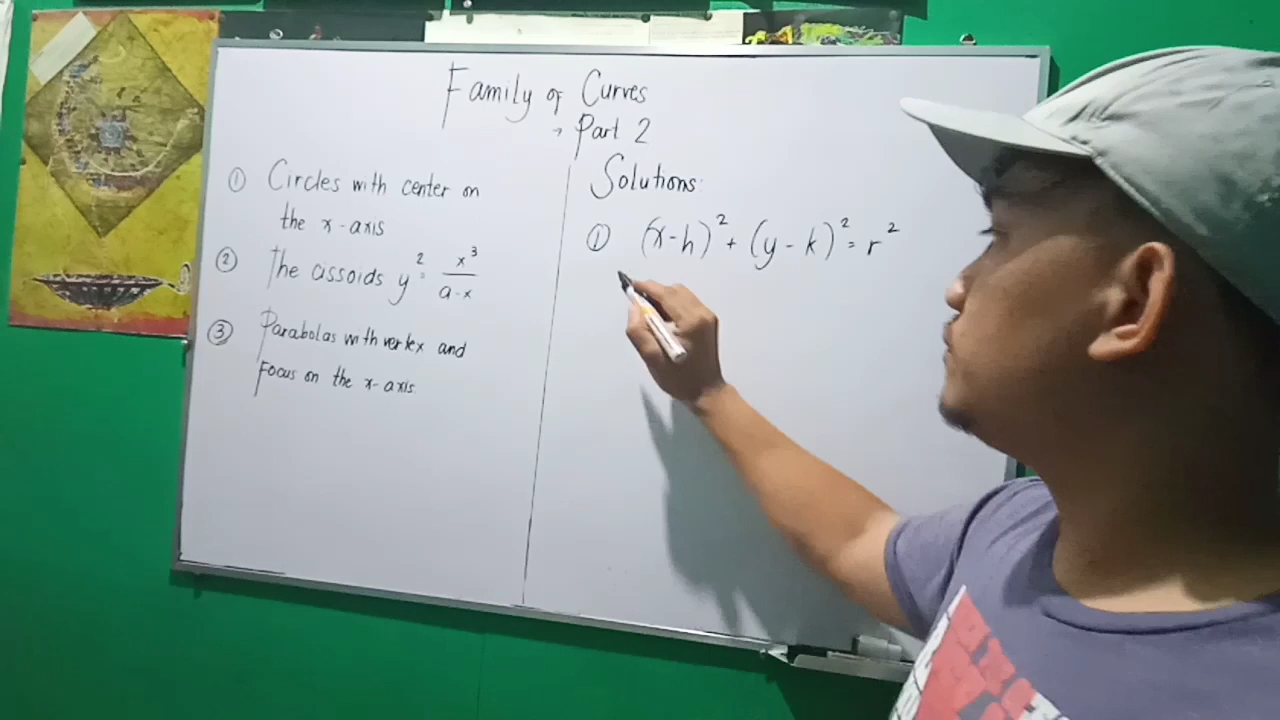 Family of Curves
→ Part 2
① Circles with center on
the x-axis
② The cissoids y² = x³/a-x
③ Parabolas with vertex and
Focus on the x-axis.
Solutions:
① (x-h)² + (y-k)² = r²